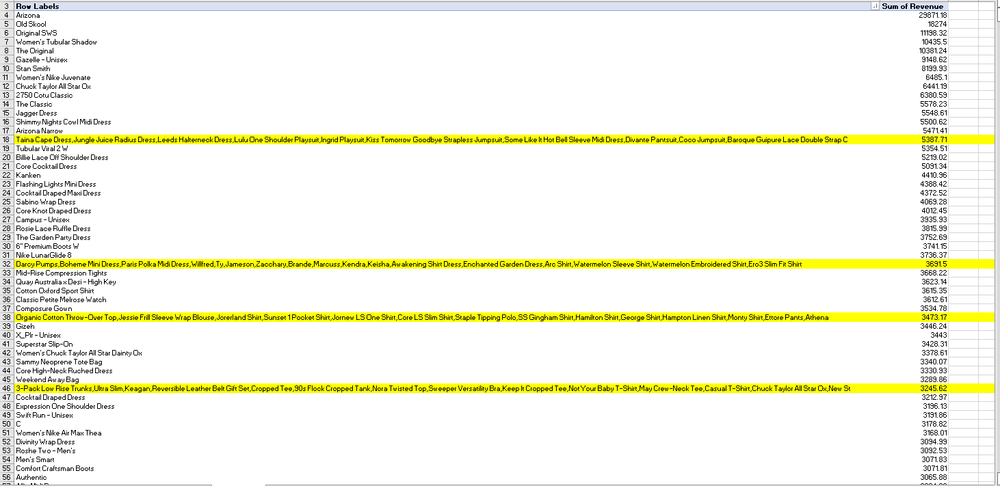 3 Row Labels Sum of Revenue
4 Arizona 29871.18
5 Old Skool 18274
6 Original SWS 11198.32
7 Women's Tubular Shadow 10435.5
8 The Original 10381.24
9 Gazelle - Unisex 9148.62
10 Stan Smith 8199.93
11 Women's Nike Juvenate 6485.1
12 Chuck Taylor All Star Ox 6441.19
13 2750 Cotu Classic 6380.59
14 The Classic 5578.23
15 Jagger Dress 5548.61
16 Shimmy Nights Cowl Midi Dress 5500.62
17 Arizona Narrow 5471.41
18 Taina Cape Dress,Jungle Juice Radius Dress,Leeds Halterneck Dress,Lulu One Shoulder Playsuit,Ingrid Playsuit,Kiss Tomorrow Goodbye Strapless Jumpsuit,Some Like It Hot Bell Sleeve Midi Dress,Divante Pantsuit,Coco Jumpsuit,Baroque Guipure Lace Double Strap C 5387.71
19 Tubular Viral 2 W 5354.51
20 Billie Lace Off Shoulder Dress 5219.02
21 Core Cocktail Dress 5091.34
22 Kanken 4410.96
23 Flashing Lights Mini Dress 4388.42
24 Cocktail Draped Maxi Dress 4372.52
25 Sabino Wrap Dress 4069.28
26 Core Knot Draped Dress 4012.45
27 Campus - Unisex 3935.93
28 Rosie Lace Ruffle Dress 3815.99
29 The Garden Party Dress 3752.69
30 6" Premium Boots W 3741.15
31 Nike LunarGlide 8 3736.37
32 Darcy Pumps,Boheme Mini Dress,Paris Polka Midi Dress,Willfred,Ty,Jameson,Zacchary,Brande,Marcuss,Kendra,Keisha,Awakening Shirt Dress,Enchanted Garden Dress,Arc Shirt,Watermelon Sleeve Shirt,Watermelon Embroidered Shirt,Ero3 Slim Fit Shirt 3691.5
33 Mid-Rise Compression Tights 3668.22
34 Quay Australia x Desi - High Key 3623.14
35 Cotton Oxford Sport Shirt 3615.35
36 Classic Petite Melrose Watch 3612.61
37 Composure Gown 3534.78
38 Organic Cotton Throw-Over Top,Jessie Frill Sleeve Wrap Blouse,Jorerland Shirt,Sunset 1 Pocket Shirt,Jornew LS One Shirt,Core LS Slim Shirt,Staple Tipping Polo,SS Gingham Shirt,Hamilton Shirt,George Shirt,Hampton Linen Shirt,Monty Shirt,Ettore Pants,Athena 3473.17
39 Gizeh 3446.24
40 X_Plr - Unisex 3443
41 Superstar Slip-On 3428.31
42 Women's Chuck Taylor All Star Dainty Ox 3378.61
43 Sammy Neoprene Tote Bag 3340.07
44 Core High-Neck Ruched Dress 3330.93
45 Weekend Away Bag 3289.86
46 3-Pack Low Rise Trunks,Ultra Slim,Keagan,Reversible Leather Belt Gift Set,Cropped Tee,90s Flock Cropped Tank,Nora Twisted Top,Sweeper Versatility Bra,Keep It Cropped Tee,Not Your Baby T-Shirt,May Crew-Neck Tee,Casual T-Shirt,Chuck Taylor All Star Ox,New St 3245.62
47 Cocktail Draped Dress 3212.97
48 Expression One Shoulder Dress 3196.13
49 Swift Run - Unisex 3191.86
50 C 3178.82
51 Women's Nike Air Max Thea 3168.01
52 Divinity Wrap Dress 3094.99
53 Roshe Two - Men's 3092.53
54 Men's Smart 3071.83
55 Comfort Craftsman Boots 3071.81
56 Authentic 3065.88